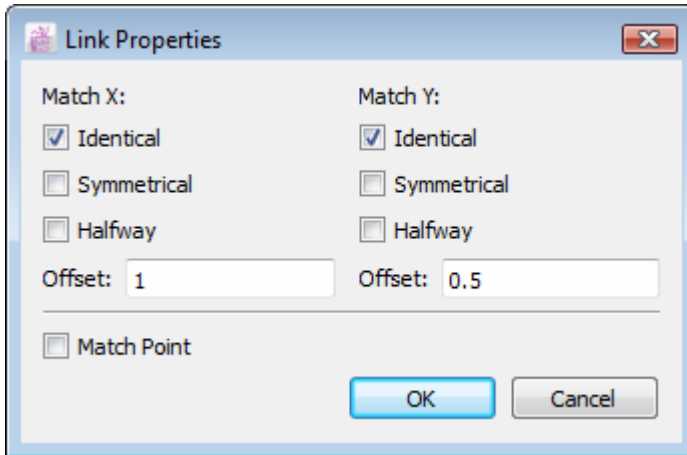 Link Properties
Match X: Match Y:
Identical Identical
Symmetrical Symmetrical
Halfway Halfway
Offset: 1 Offset: 0.5
Match Point
OK Cancel